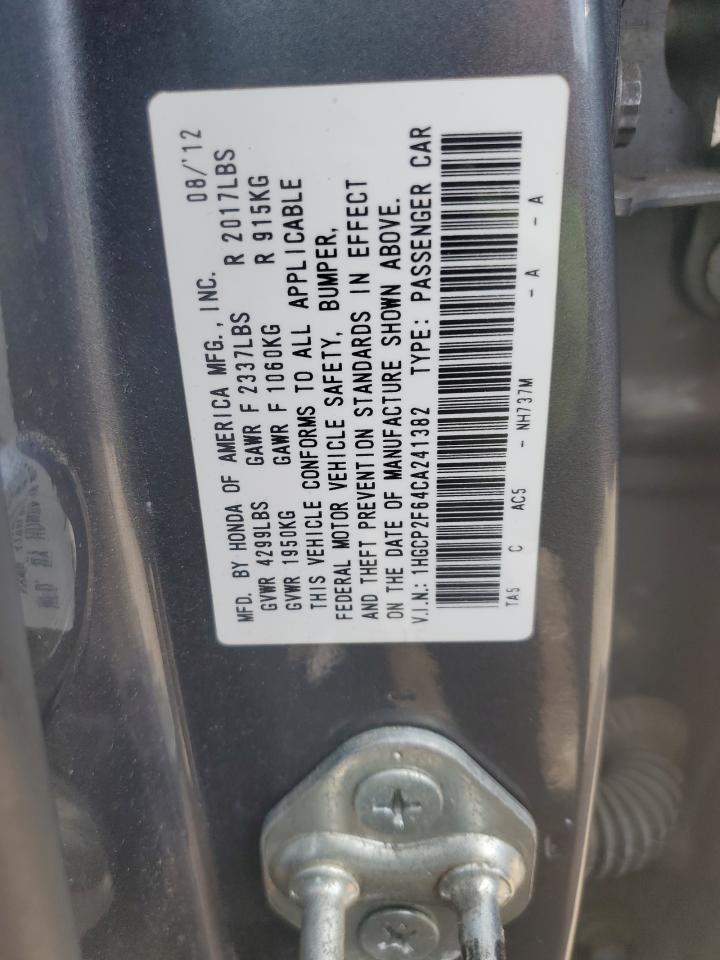 MFD. BY HONDA OF AMERICA MFG., INC. 08/'12
GVWR 4299LBS GAWR F 2337LBS R 2017LBS
GVWR 1950KG GAWR F 1060KG R 915KG
THIS VEHICLE CONFORMS TO ALL APPLICABLE
FEDERAL MOTOR VEHICLE SAFETY, BUMPER,
AND THEFT PREVENTION STANDARDS IN EFFECT
ON THE DATE OF MANUFACTURE SHOWN ABOVE.
V.I.N.: 1HGCP2F64CA241382 TYPE: PASSENGER CAR
TA5 C AC5 - NH737M - A - A